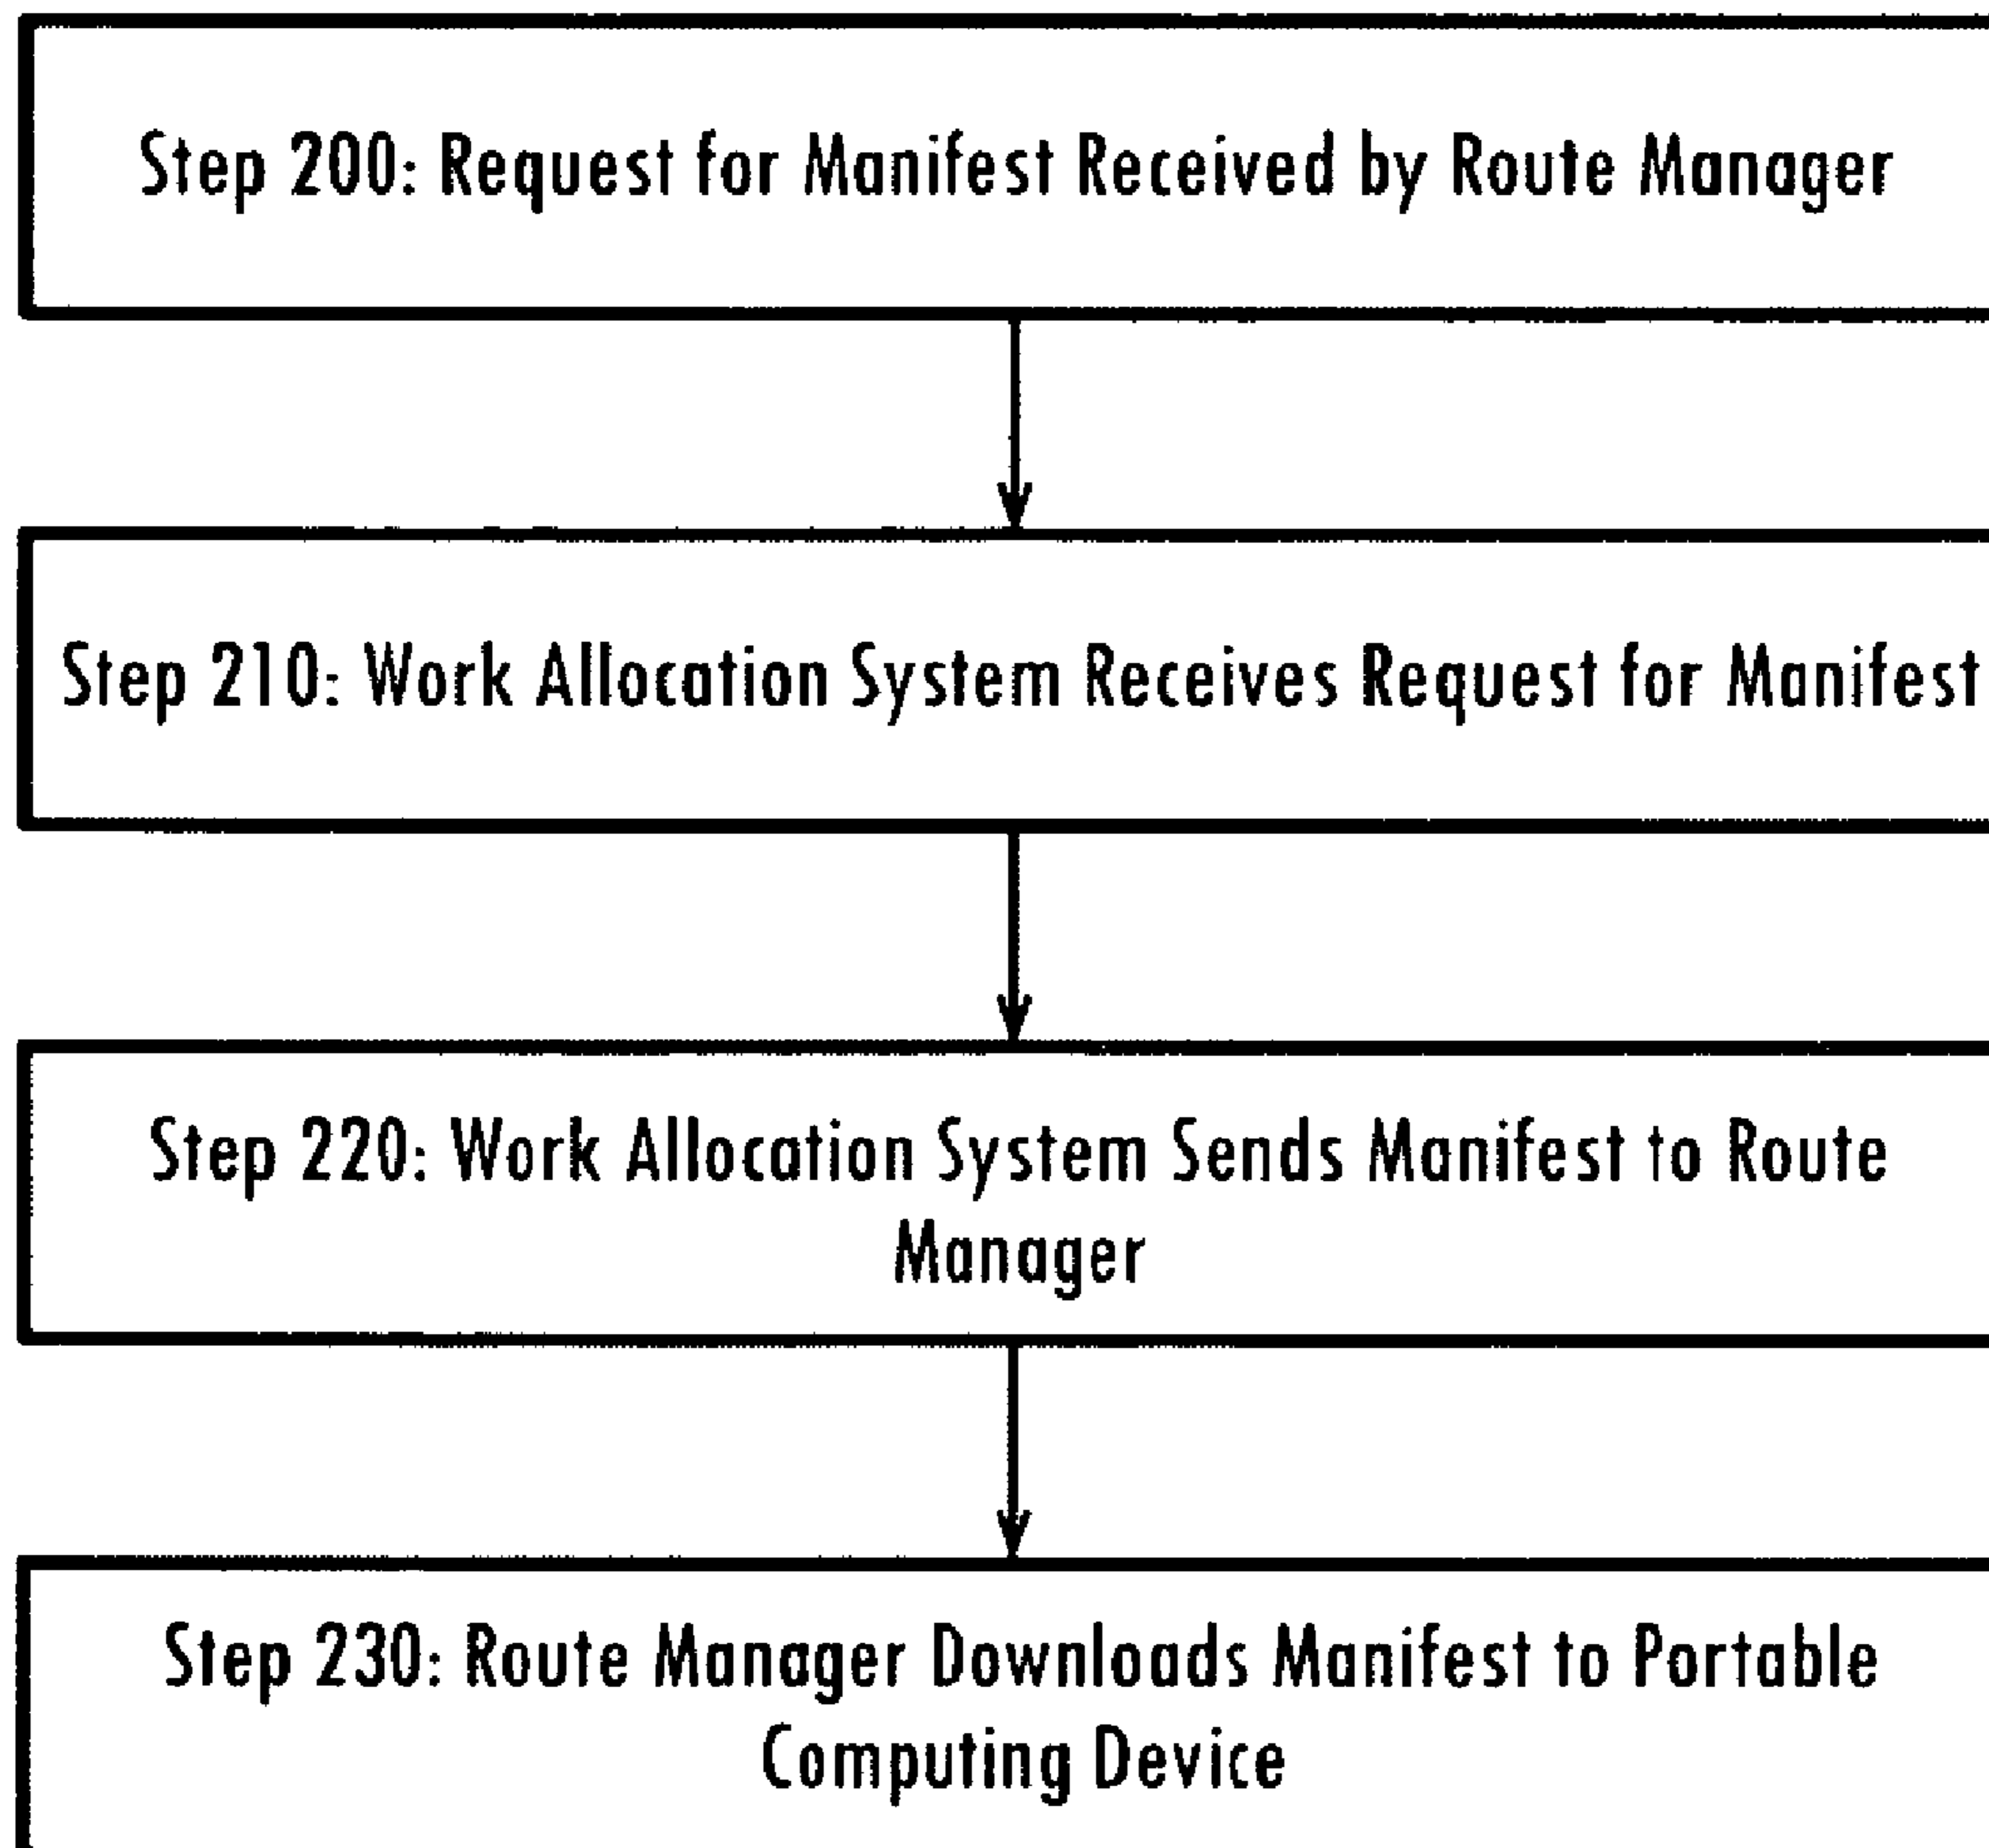 Step 200: Request for Manifest Received by Route Manager
Step 210: Work Allocation System Receives Request for Manifest
Step 220: Work Allocation System Sends Manifest to Route
Manager
Step 230: Route Manager Downloads Manifest to Portable
Computing Device